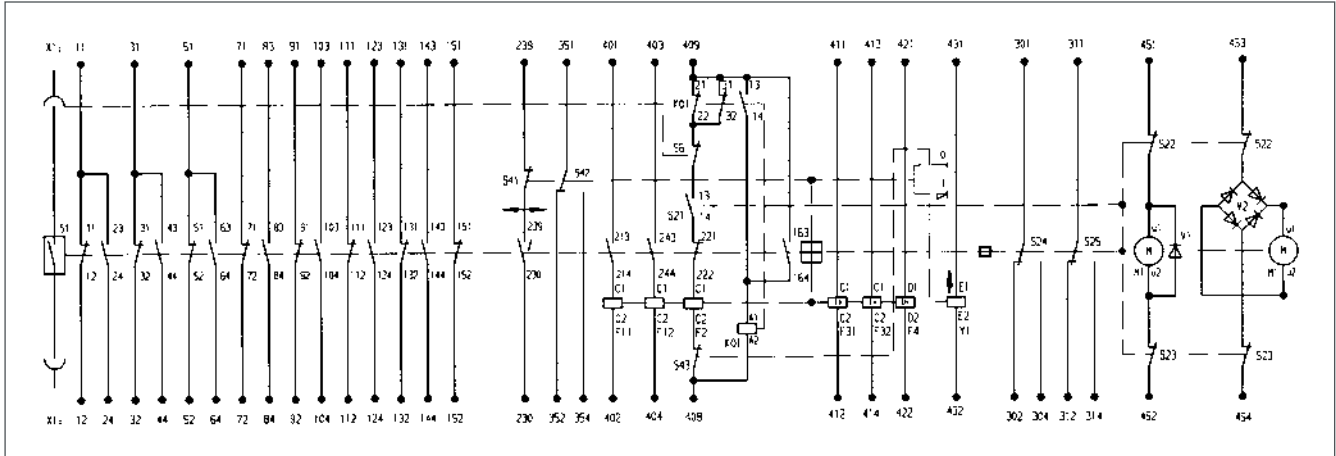 X1: 11 31 51 71 83 91 103 111 123 131 143 151 239 351 401 403 409 411 413 421 431 301 311 451 453
21 31 13
K01
22 32 14
S6
S22 S22
S41 S42
D
13
S21 14
V2
S1 11 23 31 43 51 63 71 83 91 103 111 123 131 143 151 239 213 243 221 163
S24 S25
u1 V1 u1
M M
M1 u2 M1 u2
12 24 32 44 52 64 72 84 92 104 112 124 132 144 152 230 214 244 222 164
C1 C1 C1 C1 C1 D1 E1
C2 C2 C2 A1 C2 C2 D2 E2
F11 F12 F2 K01 A2 F31 F32 F4 Y1
S43
S23 S23
X1: 12 24 32 44 52 64 72 84 92 104 112 124 132 144 152 230 352 354 402 404 408 412 414 422 432 302 304 312 314 452 454